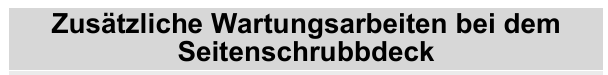 Zusätzliche Wartungsarbeiten bei dem
Seitenschrubbdeck